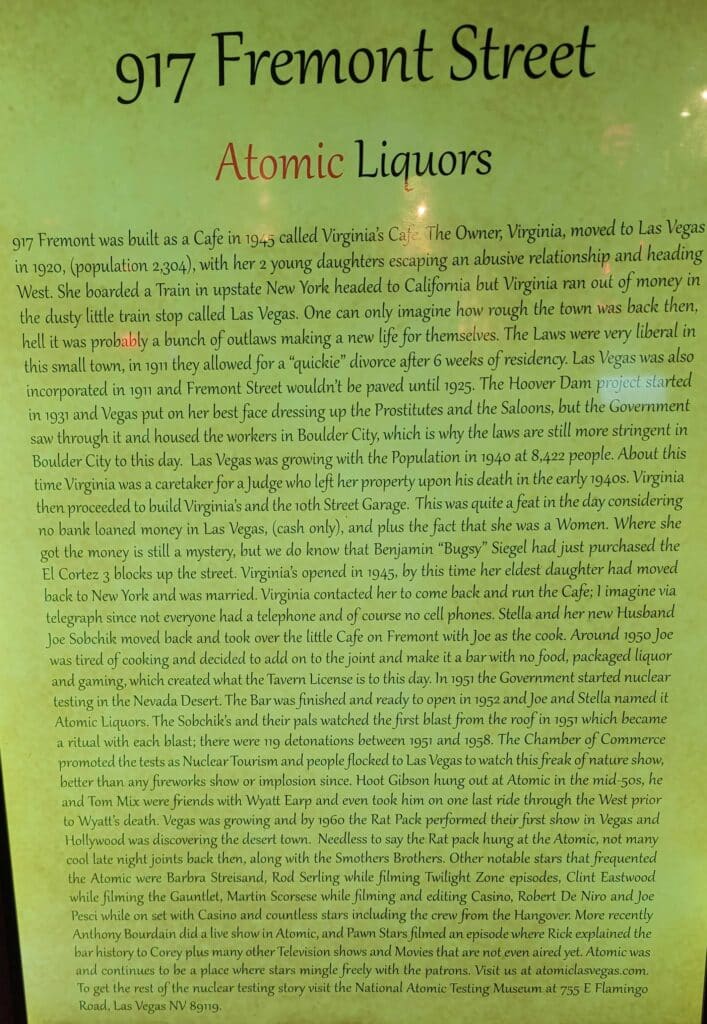 917 Fremont Street
Atomic Liquors
917 Fremont was built as a Cafe in 1945 called Virginia's Cafe. The Owner, Virginia, moved to Las Vegas
in 1920, (population 2,304), with her 2 young daughters escaping an abusive relationship and heading
West. She boarded a Train in upstate New York headed to California but Virginia ran out of money in
the dusty little train stop called Las Vegas. One can only imagine how rough the town was back then,
hell it was probably a bunch of outlaws making a new life for themselves. The Laws were very liberal in
this small town, in 1911 they allowed for a "quickie" divorce after 6 weeks of residency. Las Vegas was also
incorporated in 1911 and Fremont Street wouldn't be paved until 1925. The Hoover Dam project started
in 1931 and Vegas put on her best face dressing up the Prostitutes and the Saloons, but the Government
saw through it and housed the workers in Boulder City, which is why the laws are still more stringent in
Boulder City to this day. Las Vegas was growing with the Population in 1940 at 8,422 people. About this
time Virginia was a caretaker for a Judge who left her property upon his death in the early 1940s. Virginia
then proceeded to build Virginia's and the 10th Street Garage. This was quite a feat in the day considering
no bank loaned money in Las Vegas, (cash only), and plus the fact that she was a Women. Where she
got the money is still a mystery, but we do know that Benjamin "Bugsy" Siegel had just purchased the
El Cortez 3 blocks up the street. Virginia's opened in 1945, by this time her eldest daughter had moved
back to New York and was married. Virginia contacted her to come back and run the Cafe; I imagine via
telegraph since not everyone had a telephone and of course no cell phones. Stella and her new Husband
Joe Sobchik moved back and took over the little Cafe on Fremont with Joe as the cook. Around 1950 Joe
was tired of cooking and decided to add on to the joint and make it a bar with no food, packaged liquor
and gaming, which created what the Tavern License is to this day. In 1951 the Government started nuclear
testing in the Nevada Desert. The Bar was finished and ready to open in 1952 and Joe and Stella named it
Atomic Liquors. The Sobchik's and their pals watched the first blast from the roof in 1951 which became
a ritual with each blast; there were 119 detonations between 1951 and 1958. The Chamber of Commerce
promoted the tests as Nuclear Tourism and people flocked to Las Vegas to watch this freak of nature show,
better than any fireworks show or implosion since. Hoot Gibson hung out at Atomic in the mid-50s, he
and Tom Mix were friends with Wyatt Earp and even took him on one last ride through the West prior
to Wyatt's death. Vegas was growing and by 1960 the Rat Pack performed their first show in Vegas and
Hollywood was discovering the desert town. Needless to say the Rat pack hung at the Atomic, not many
cool late night joints back then, along with the Smothers Brothers. Other notable stars that frequented
the Atomic were Barbra Streisand, Rod Serling while filming Twilight Zone episodes, Clint Eastwood
while filming the Gauntlet, Martin Scorsese while filming and editing Casino, Robert De Niro and Joe
Pesci while on set with Casino and countless stars including the crew from the Hangover. More recently
Anthony Bourdain did a live show in Atomic, and Pawn Stars filmed an episode where Rick explained the
bar history to Corey plus many other Television shows and Movies that are not even aired yet. Atomic was
and continues to be a place where stars mingle freely with the patrons. Visit us at atomiclasvegas.com.
To get the rest of the nuclear testing story visit the National Atomic Testing Museum at 755 E Flamingo
Road, Las Vegas NV 89119.